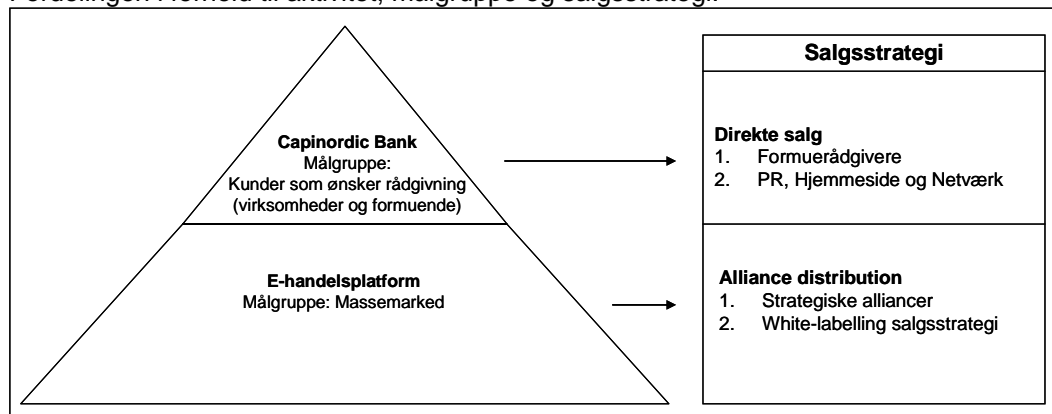 Fordelingen i forhold til aktivitet, målgruppe og salgsstrategi:
Capinordic Bank
Målgruppe:
Kunder som ønsker rådgivning
(virksomheder og formuende)
E-handelsplatform
Målgruppe: Massemarked
Salgsstrategi
Direkte salg
1. Formuerådgivere
2. PR, Hjemmeside og Netværk
Alliance distribution
1. Strategiske alliancer
2. White-labelling salgsstrategi